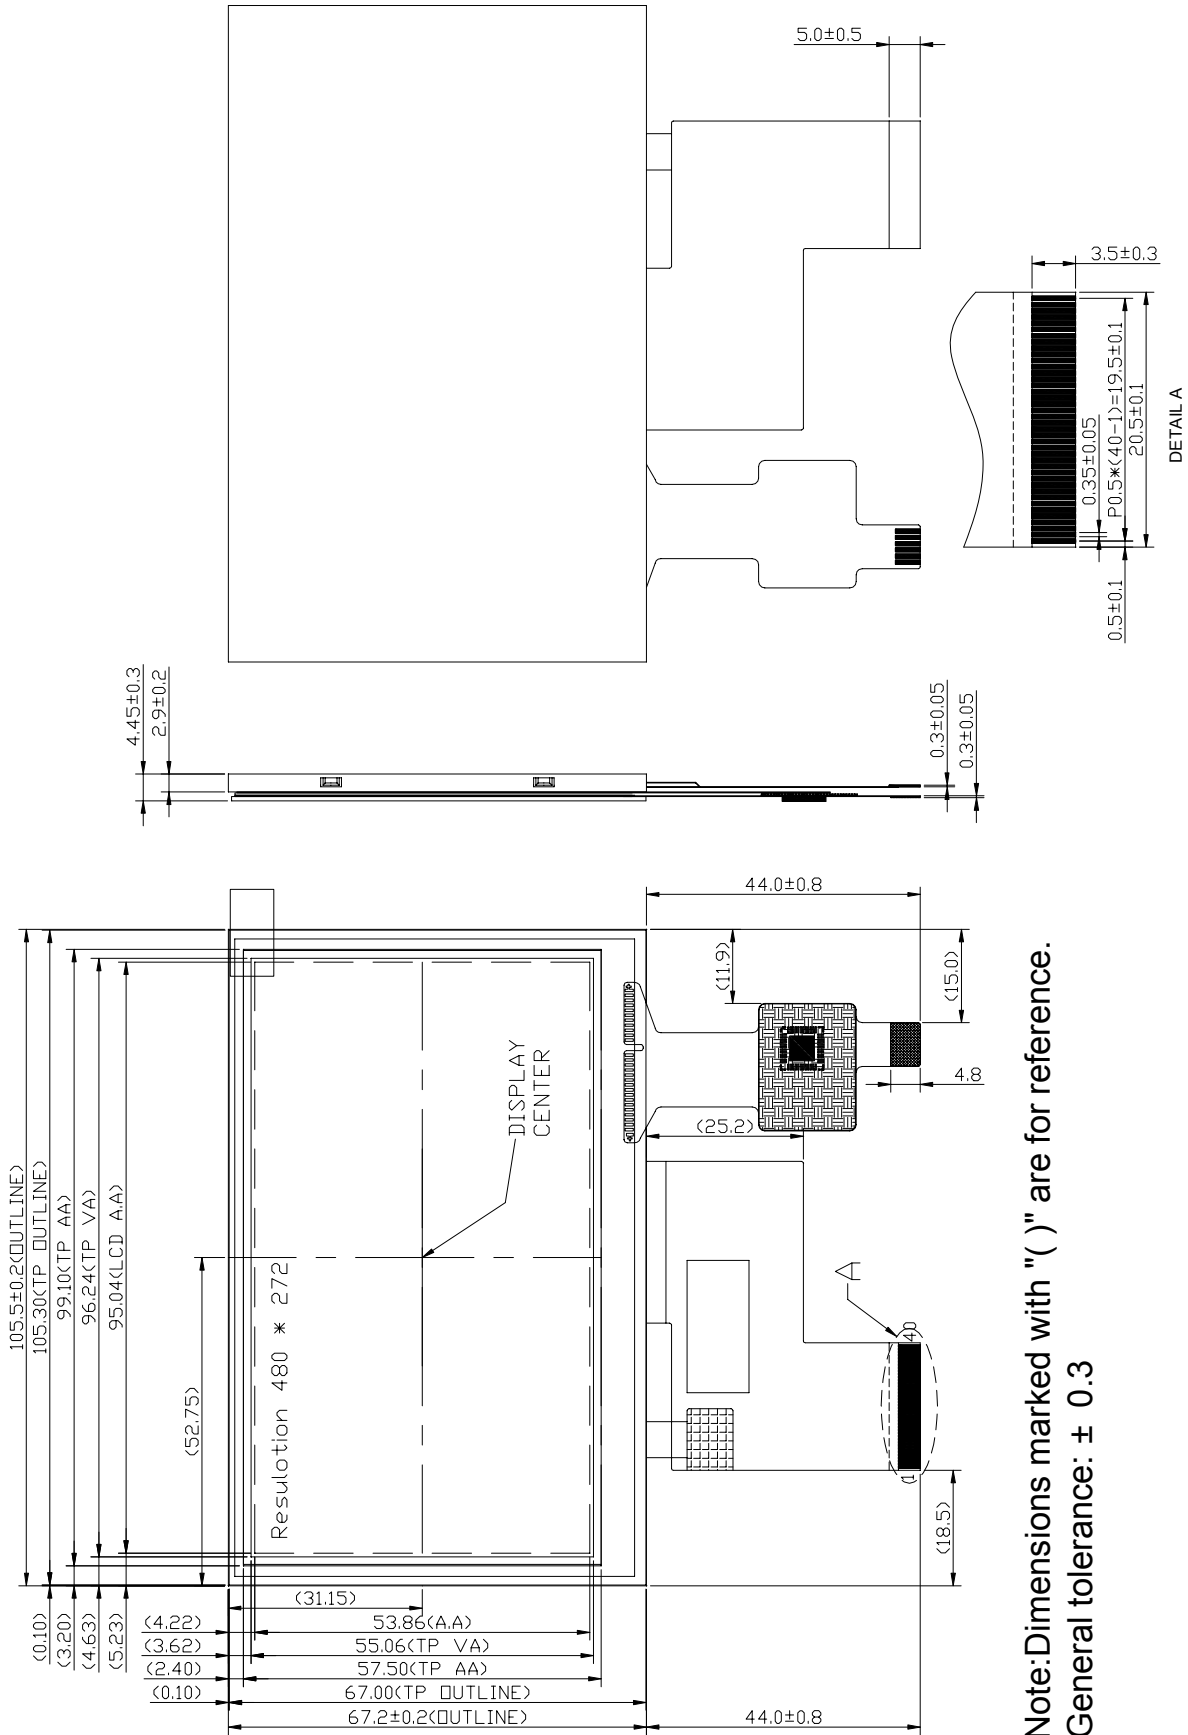 105.5±0.2(OUTLINE)
105.30(TP OUTLINE)
99.10(TP AA)
96.24(TP VA)
95.04(LCD A.A)
(52.75)
(0.10)
(3.20)
(4.63)
(5.23)
Resulotion 480 * 272
DISPLAY
CENTER
(31.15)
(4.22)
53.86(A.A)
(3.62)
55.06(TP VA)
(2.40)
57.50(TP AA)
(0.10)
67.00(TP OUTLINE)
67.2±0.2(OUTLINE)
44.0±0.8
44.0±0.8
(11.9)
(15.0)
4.8
(25.2)
A
1
40
(18.5)
4.45±0.3
2.9±0.2
0.3±0.05
0.3±0.05
5.0±0.5
3.5±0.3
0.35±0.05
P0.5*(40-1)=19.5±0.1
20.5±0.1
0.5±0.1
DETAIL A
Note:Dimensions marked with "( )" are for reference.
General tolerance: ± 0.3